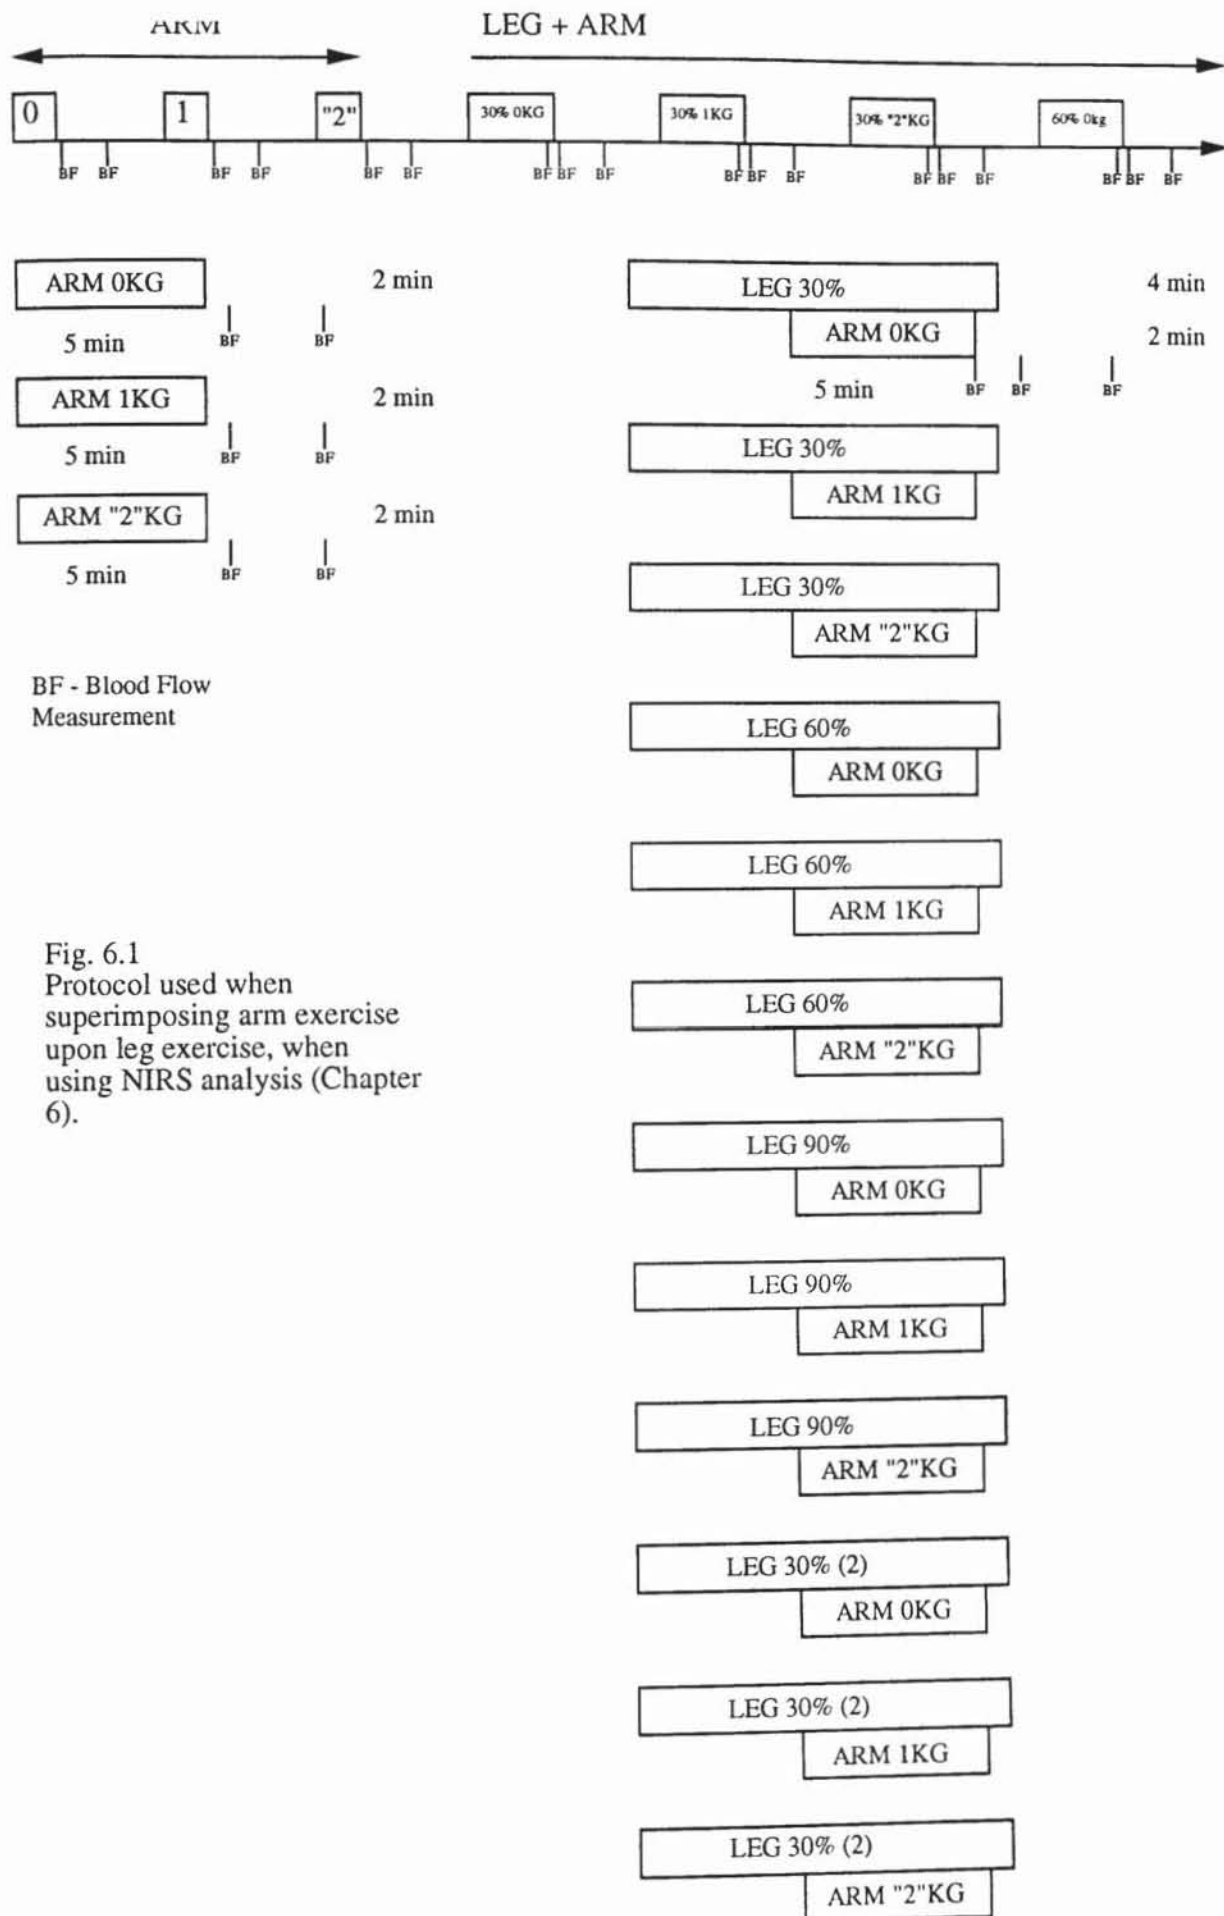 ARM LEG + ARM
0 1 "2" 30% 0KG 30% 1KG 30% "2"KG 60% 0kg
BF BF BF BF BF BF BF BF BF BF BF BF BF BF BF BF BF BF
ARM 0KG 2 min
5 min BF BF
ARM 1KG 2 min
5 min BF BF
ARM "2"KG 2 min
5 min BF BF
BF - Blood Flow
Measurement
Fig. 6.1
Protocol used when
superimposing arm exercise
upon leg exercise, when
using NIRS analysis (Chapter
6).
LEG 30% 4 min
ARM 0KG 2 min
5 min BF BF BF
LEG 30%
ARM 1KG
LEG 30%
ARM "2"KG
LEG 60%
ARM 0KG
LEG 60%
ARM 1KG
LEG 60%
ARM "2"KG
LEG 90%
ARM 0KG
LEG 90%
ARM 1KG
LEG 90%
ARM "2"KG
LEG 30% (2)
ARM 0KG
LEG 30% (2)
ARM 1KG
LEG 30% (2)
ARM "2"KG